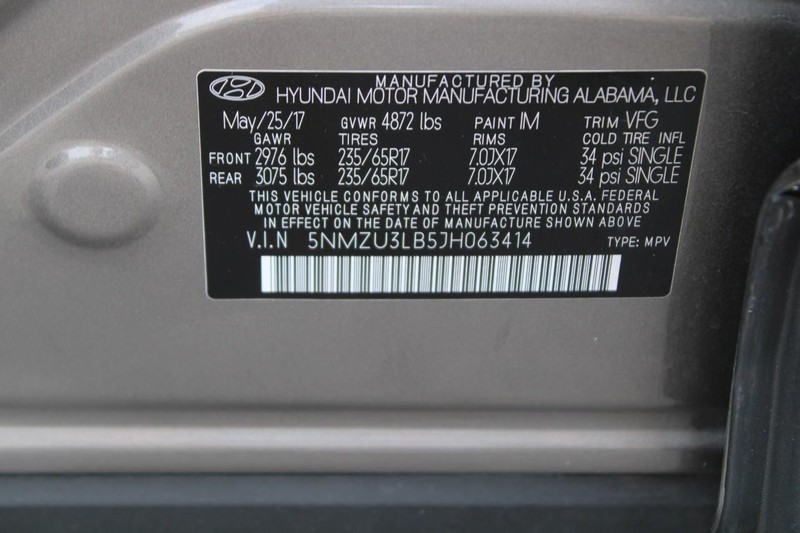 MANUFACTURED BY
HYUNDAI MOTOR MANUFACTURING ALABAMA, LLC
May/25/17 GVWR 4872 lbs PAINT IM TRIM VFG
GAWR TIRES RIMS COLD TIRE INFL
FRONT 2976 lbs 235/65R17 7.0JX17 34 psi SINGLE
REAR 3075 lbs 235/65R17 7.0JX17 34 psi SINGLE
THIS VEHICLE CONFORMS TO ALL APPLICABLE U.S.A. FEDERAL
MOTOR VEHICLE SAFETY AND THEFT PREVENTION STANDARDS
IN EFFECT ON THE DATE OF MANUFACTURE SHOWN ABOVE
V.I.N 5NMZU3LB5JH063414 TYPE: MPV